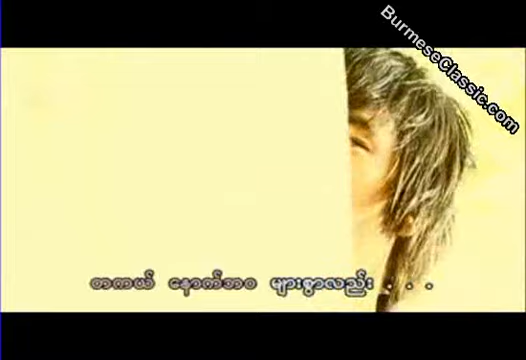 BurmeseClassic.com
တကယ် နောက်ဘဝ များစွာလည်း . . .